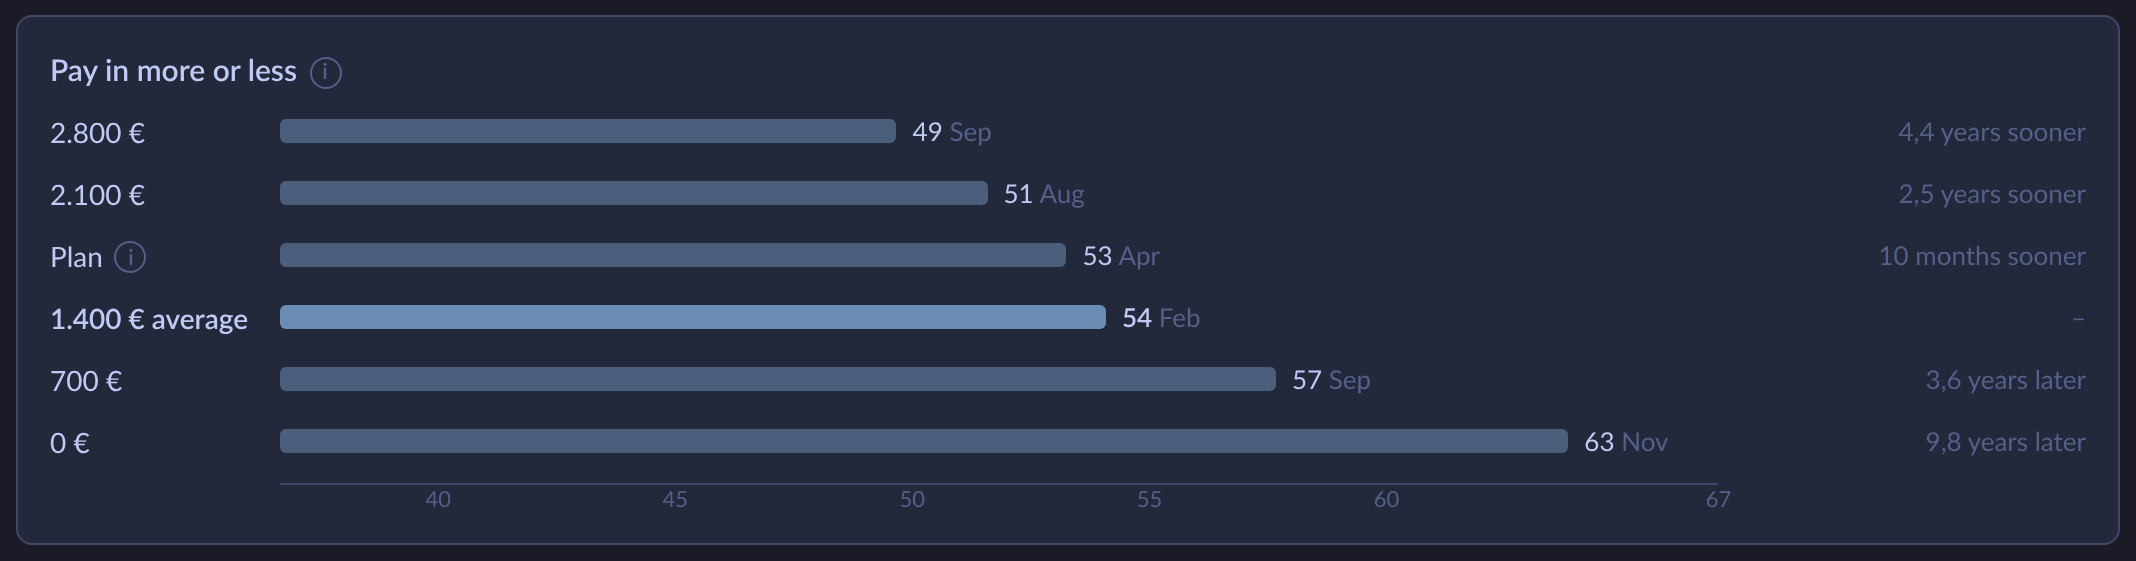 Pay in more or less i
2.800 € 49 Sep 4,4 years sooner
2.100 € 51 Aug 2,5 years sooner
Plan i 53 Apr 10 months sooner
1.400 € average 54 Feb –
700 € 57 Sep 3,6 years later
0 € 63 Nov 9,8 years later
40 45 50 55 60 67